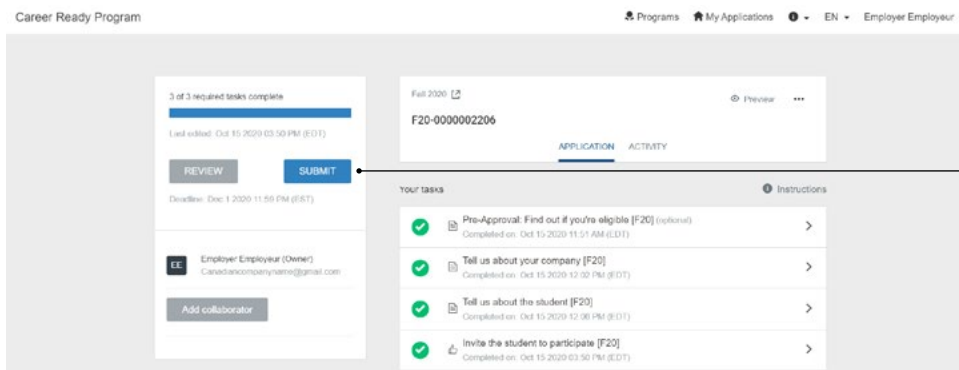 Career Ready Program
Programs My Applications EN Employer Employeur
3 of 3 required tasks complete
Last edited: Oct 15 2020 03:50 PM (EDT)
REVIEW SUBMIT
Deadline: Dec 1 2020 11:59 PM (EST)
EE Employer Employeur (Owner)
Canadiancompanyname@gmail.com
Add collaborator
Fall 2020
Preview •••
F20-0000002206
APPLICATION ACTIVITY
Your tasks
Instructions
Pre-Approval: Find out if you're eligible [F20] (optional)
Completed on: Oct 15 2020 11:51 AM (EDT)
Tell us about your company [F20]
Completed on: Oct 15 2020 12:02 PM (EDT)
Tell us about the student [F20]
Completed on: Oct 15 2020 12:08 PM (EDT)
Invite the student to participate [F20]
Completed on: Oct 15 2020 03:50 PM (EDT)